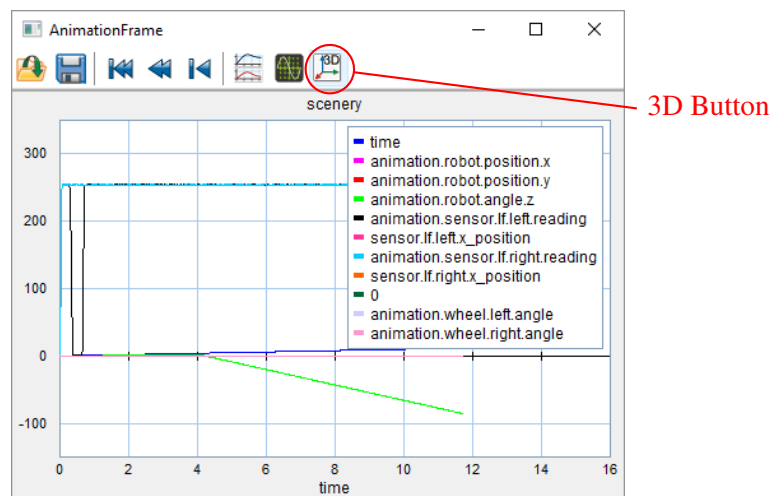 AnimationFrame
3D
3D Button
scenery
time
animation.robot.position.x
animation.robot.position.y
animation.robot.angle.z
animation.sensor.lf.left.reading
sensor.lf.left.x_position
animation.sensor.lf.right.reading
sensor.lf.right.x_position
0
animation.wheel.left.angle
animation.wheel.right.angle
300
200
100
0
-100
0 2 4 6 8 10 12 14 16
time